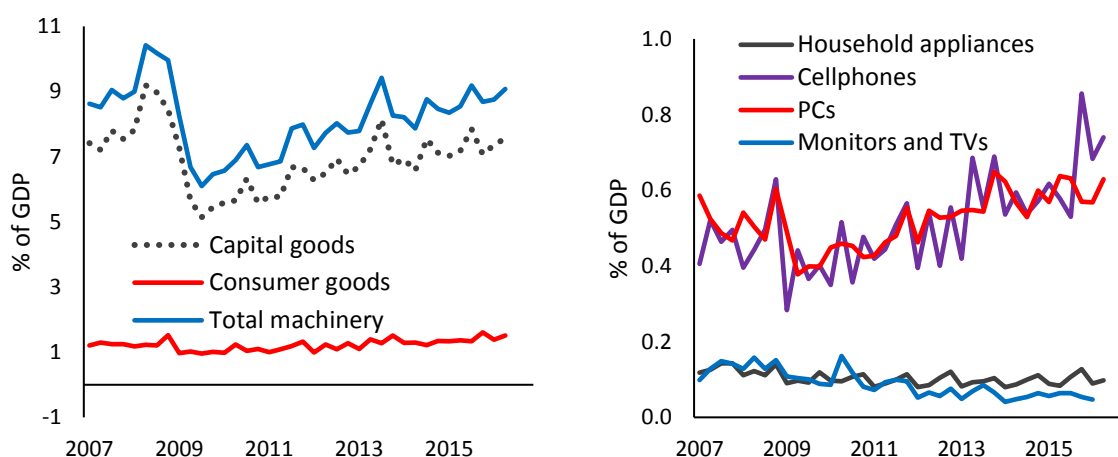 11
9
7
5
3
1
-1
% of GDP
Capital goods
Consumer goods
Total machinery
2007 2009 2011 2013 2015
1.0
0.8
0.6
0.4
0.2
0.0
% of GDP
Household appliances
Cellphones
PCs
Monitors and TVs
2007 2009 2011 2013 2015